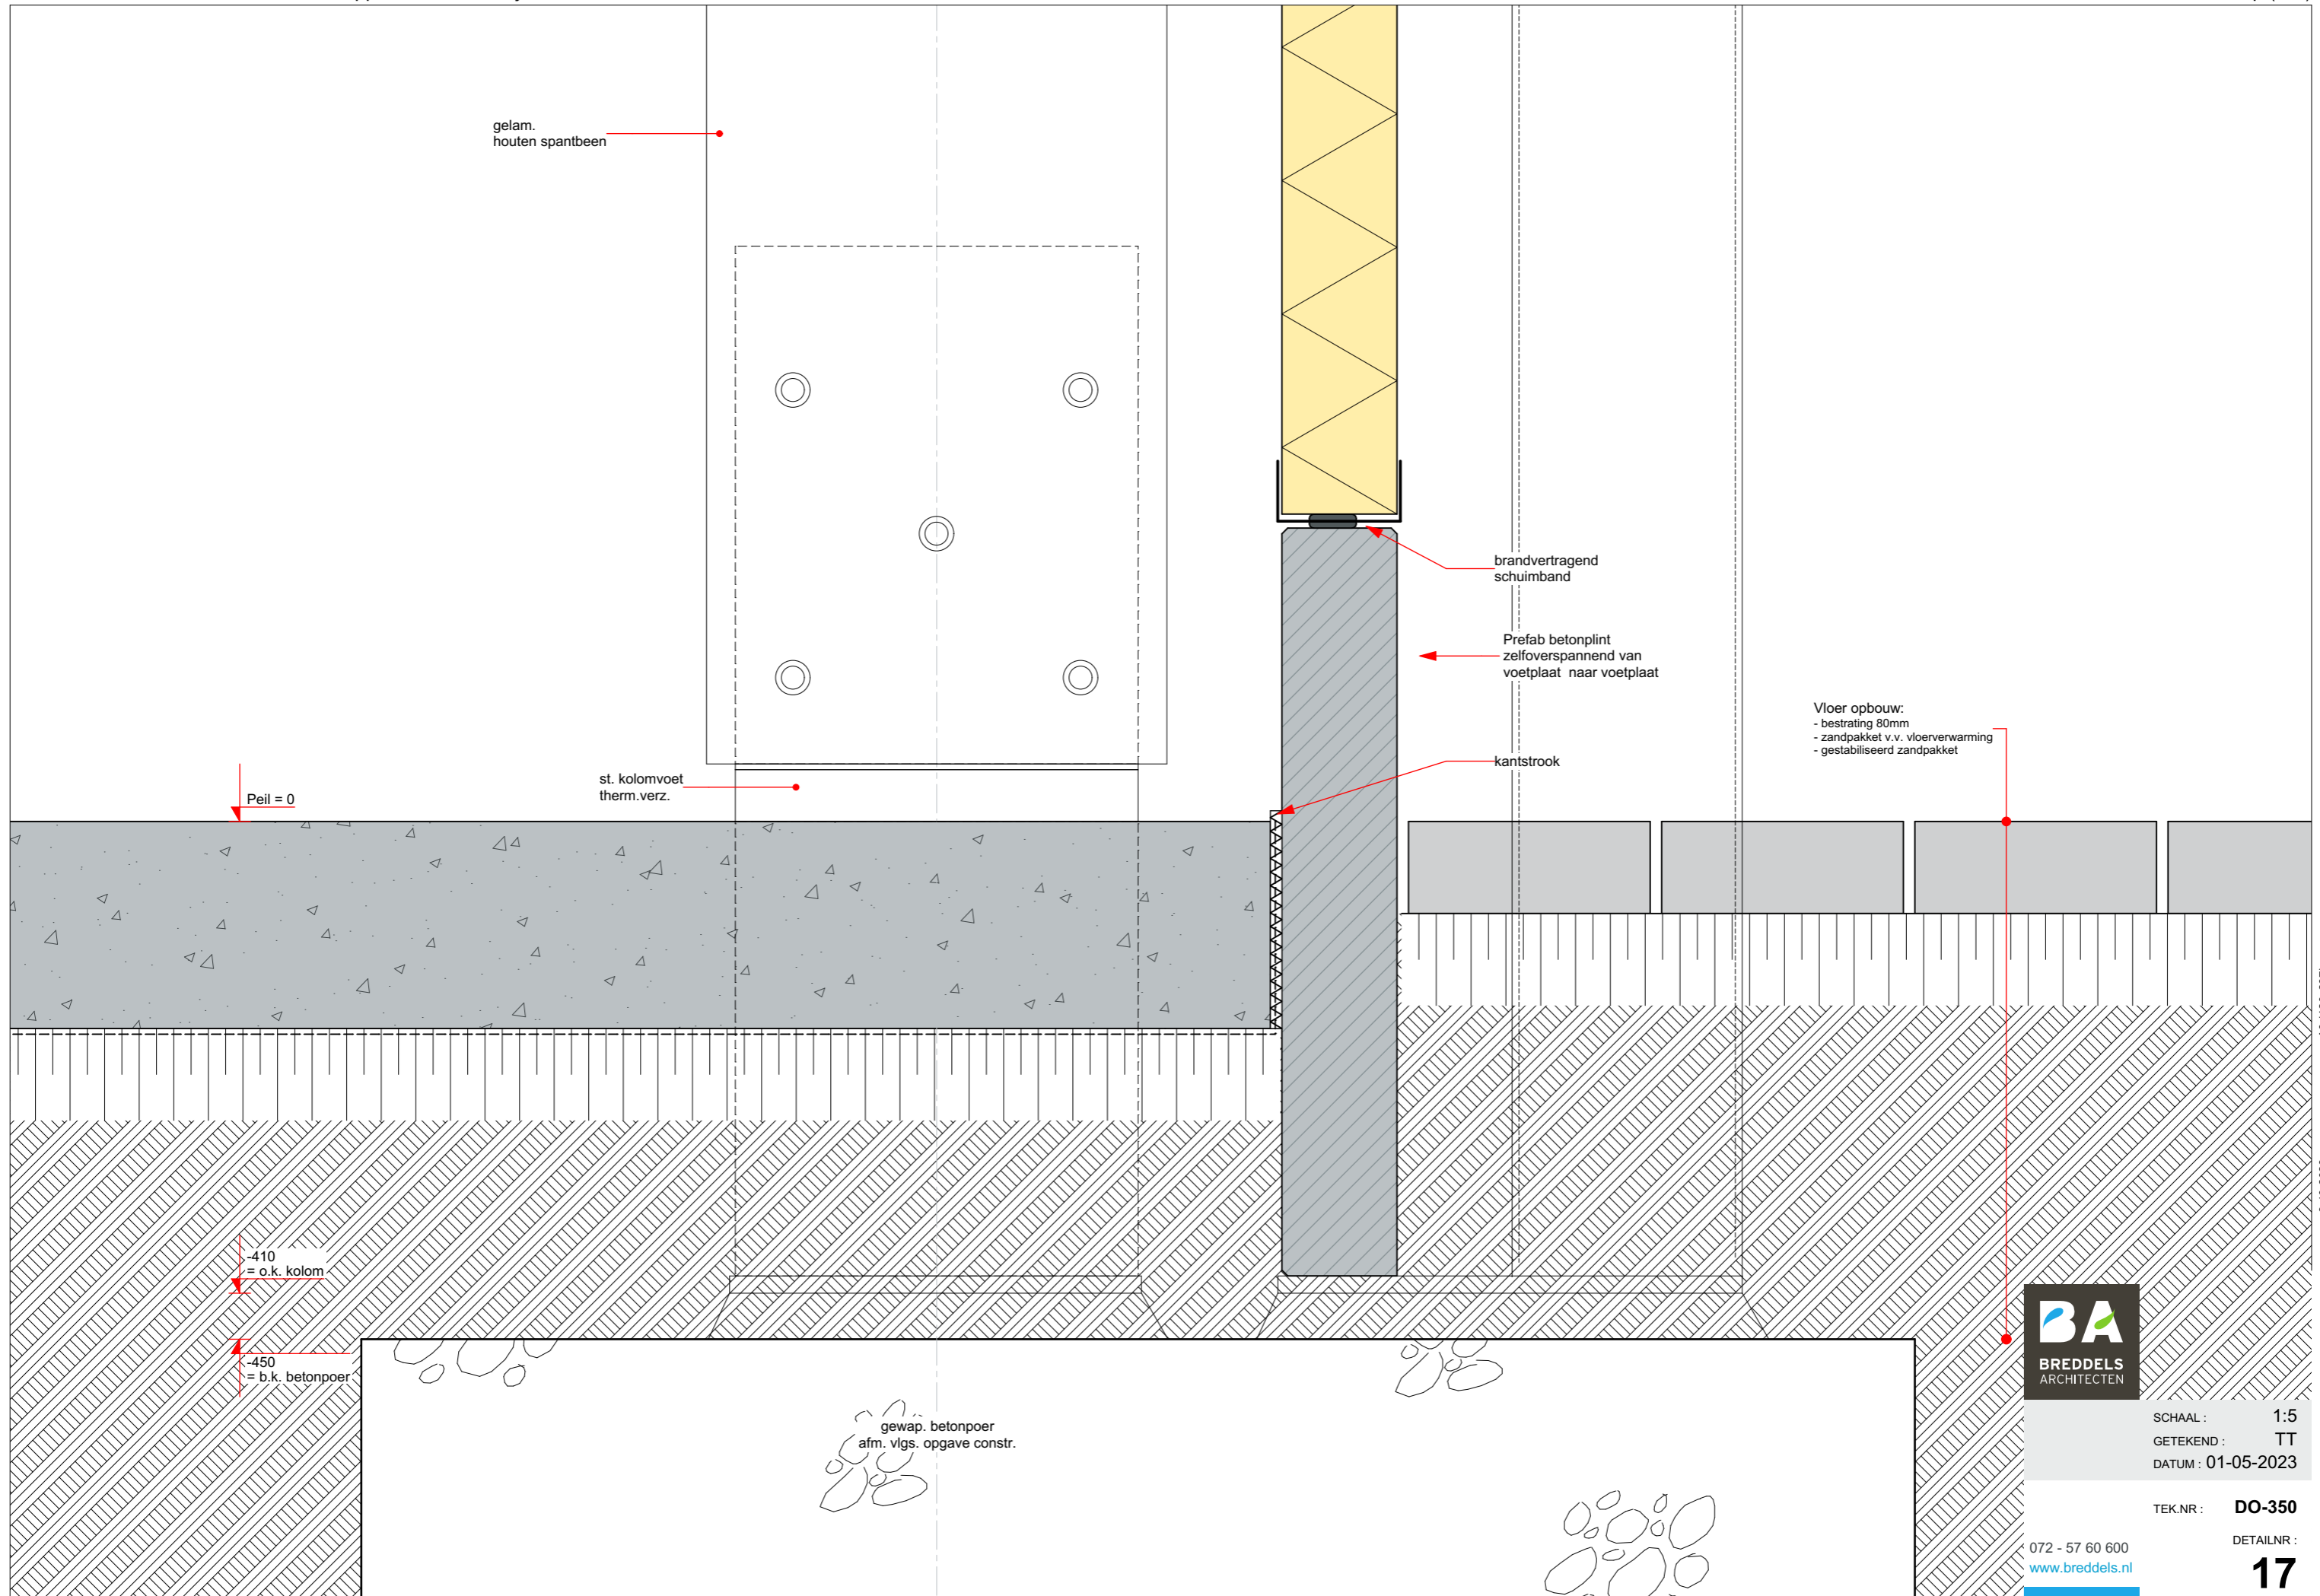 gelam.
houten spantbeen
brandvertragend
schuimband
Prefab betonplint
zelfoverspannend van
voetplaat naar voetplaat
Vloer opbouw:
- bestrating 80mm
- zandpakket v.v. vloerverwarming
- gestabiliseerd zandpakket
kantstrook
st. kolomvoet
therm.verz.
Peil = 0
-410
= o.k. kolom
-450
= b.k. betonpoer
gewap. betonpoer
afm. vlgs. opgave constr.
BA
BREDDELS
ARCHITECTEN
SCHAAL : 1:5
GETEKEND : TT
DATUM : 01-05-2023
TEK.NR : DO-350
DETAILNR :
17
072 - 57 60 600
www.breddels.nl